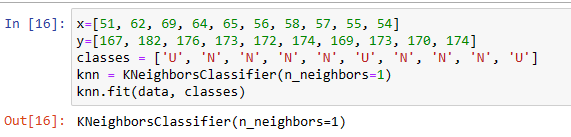 In [16]: x=[51, 62, 69, 64, 65, 56, 58, 57, 55, 54]
y=[167, 182, 176, 173, 172, 174, 169, 173, 170, 174]
classes = ['U', 'N', 'N', 'N', 'N', 'U', 'N', 'N', 'N', 'U']
knn = KNeighborsClassifier(n_neighbors=1)
knn.fit(data, classes)
Out[16]: KNeighborsClassifier(n_neighbors=1)